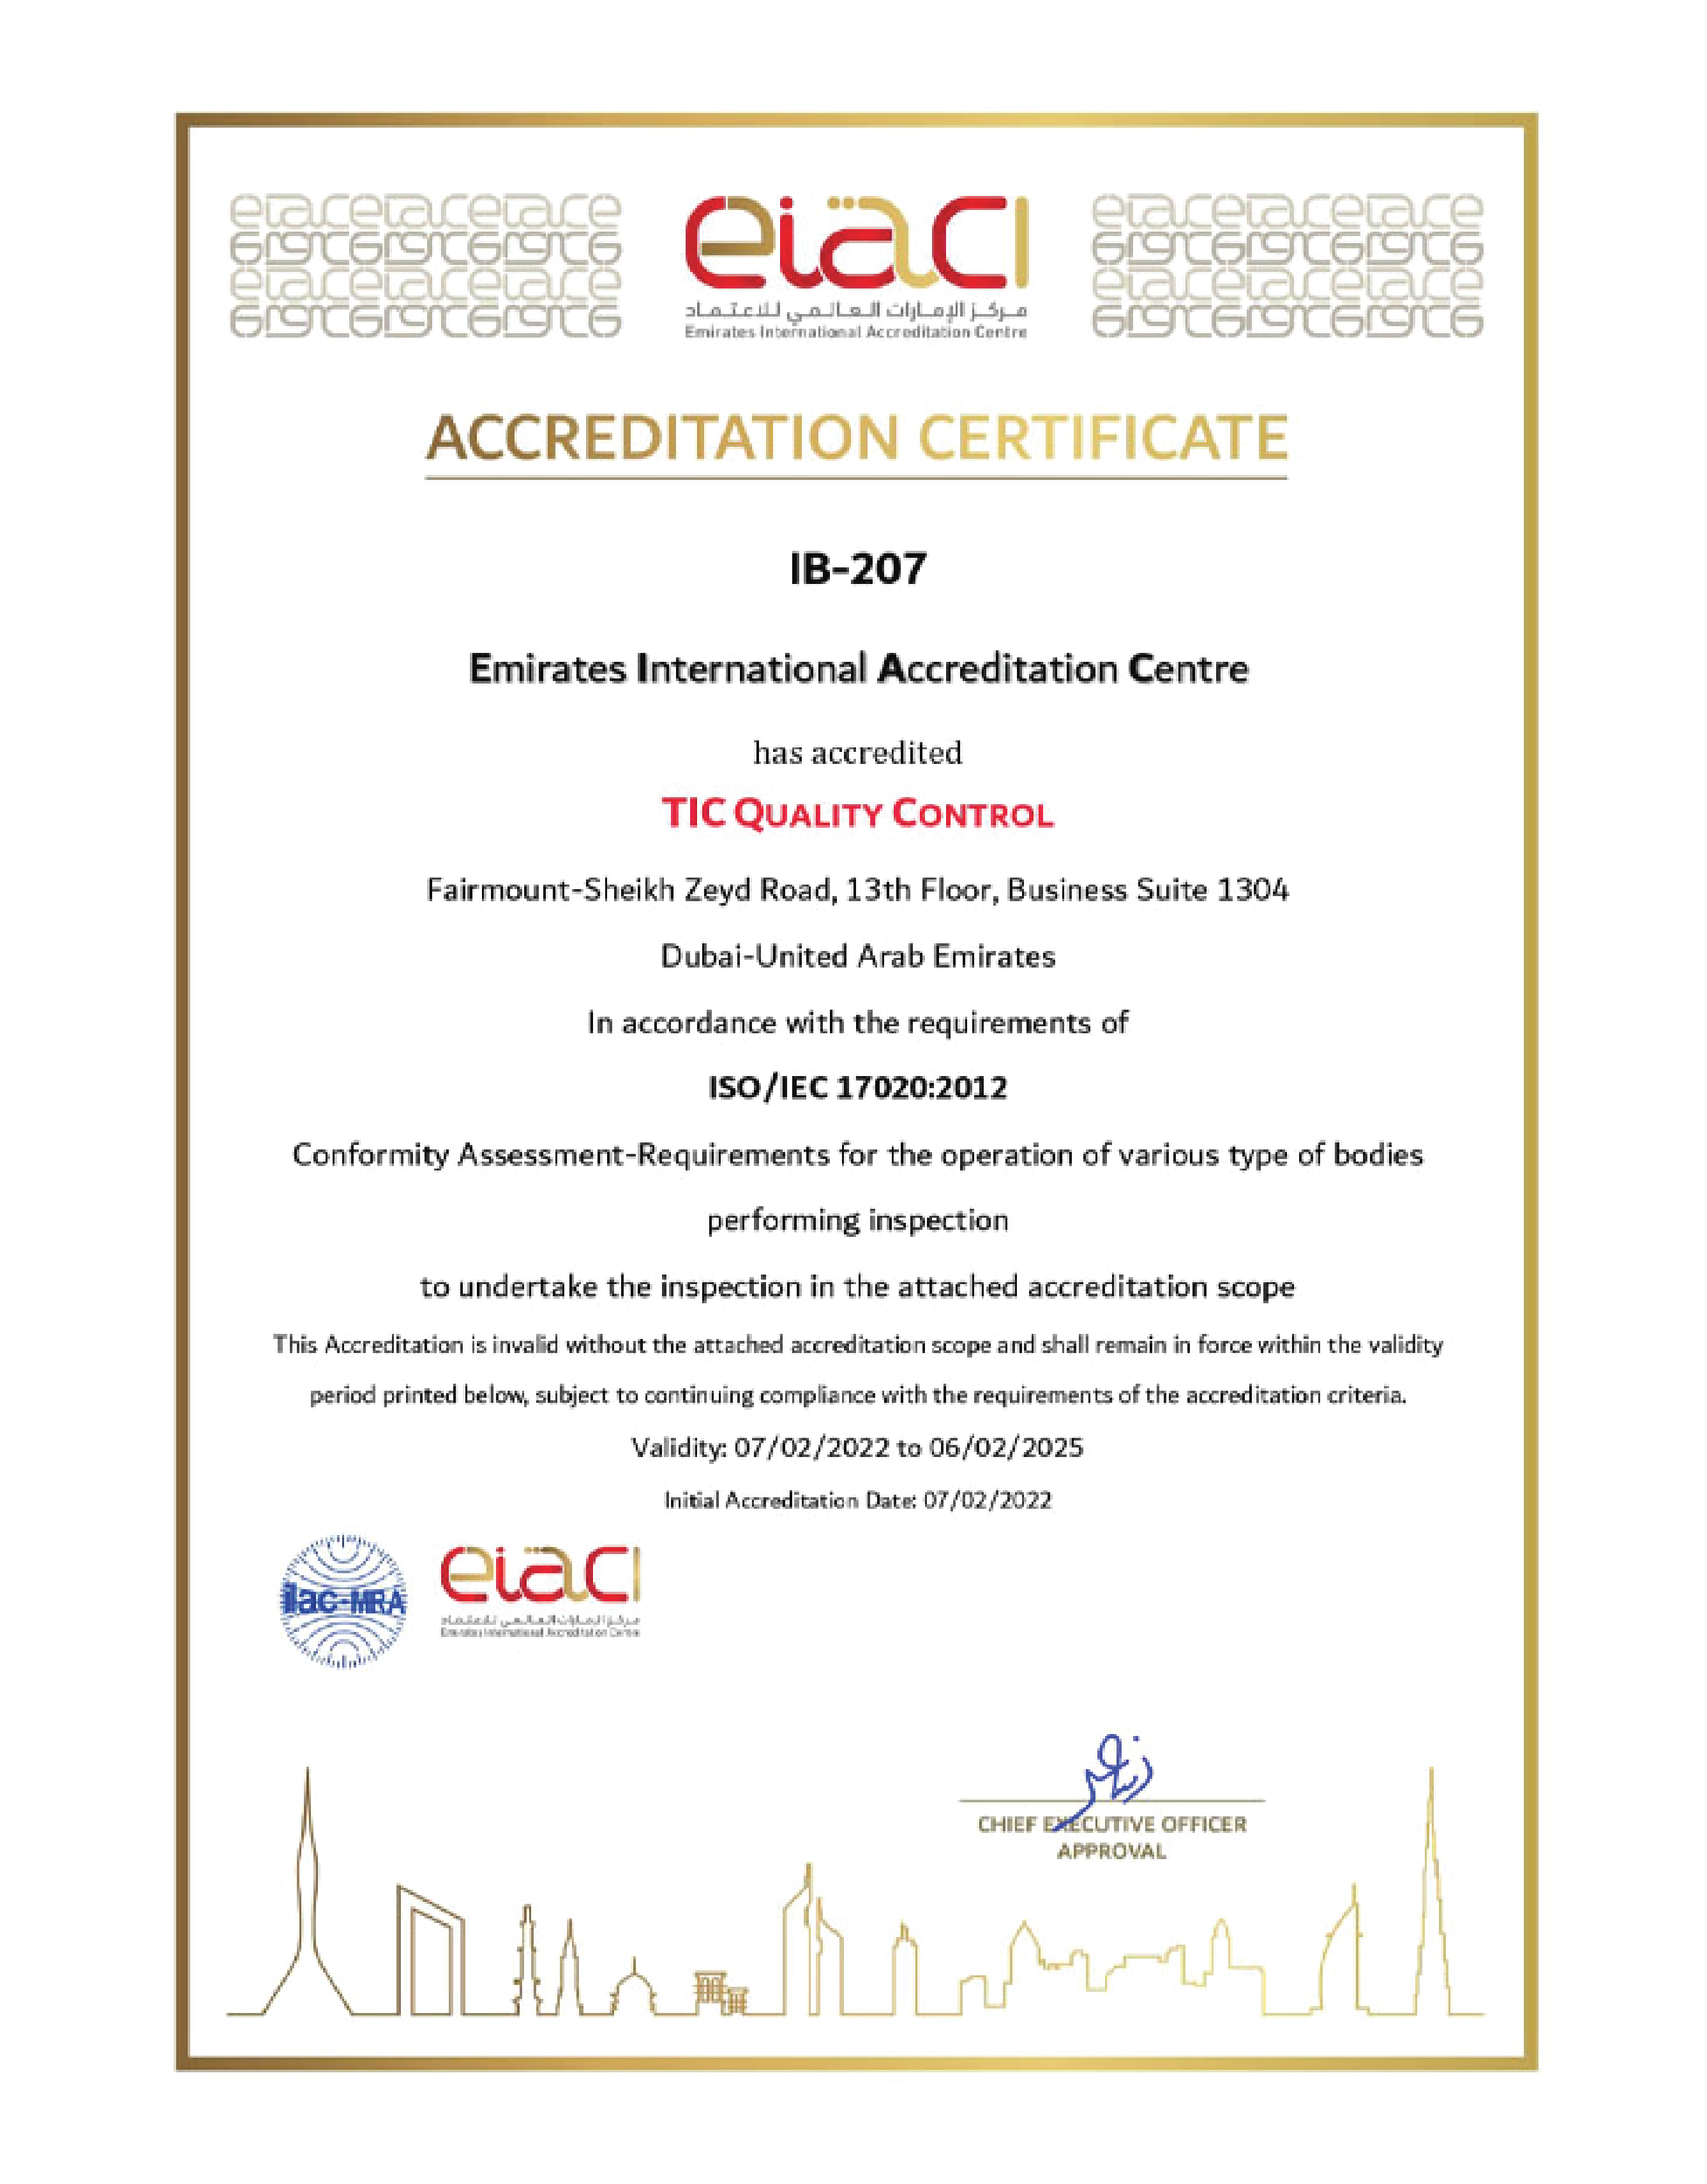 eiaci
مركز الإمارات العالمي للاعتماد
Emirates International Accreditation Centre
ACCREDITATION CERTIFICATE
IB-207
Emirates International Accreditation Centre
has accredited
TIC QUALITY CONTROL
Fairmount-Sheikh Zeyd Road, 13th Floor, Business Suite 1304
Dubai-United Arab Emirates
In accordance with the requirements of
ISO/IEC 17020:2012
Conformity Assessment-Requirements for the operation of various type of bodies
performing inspection
to undertake the inspection in the attached accreditation scope
This Accreditation is invalid without the attached accreditation scope and shall remain in force within the validity
period printed below, subject to continuing compliance with the requirements of the accreditation criteria.
Validity: 07/02/2022 to 06/02/2025
Initial Accreditation Date: 07/02/2022
ilac-MRA
eiaci
مركز الإمارات العالمي للاعتماد
Emirates International Accreditation Centre
CHIEF EXECUTIVE OFFICER
APPROVAL